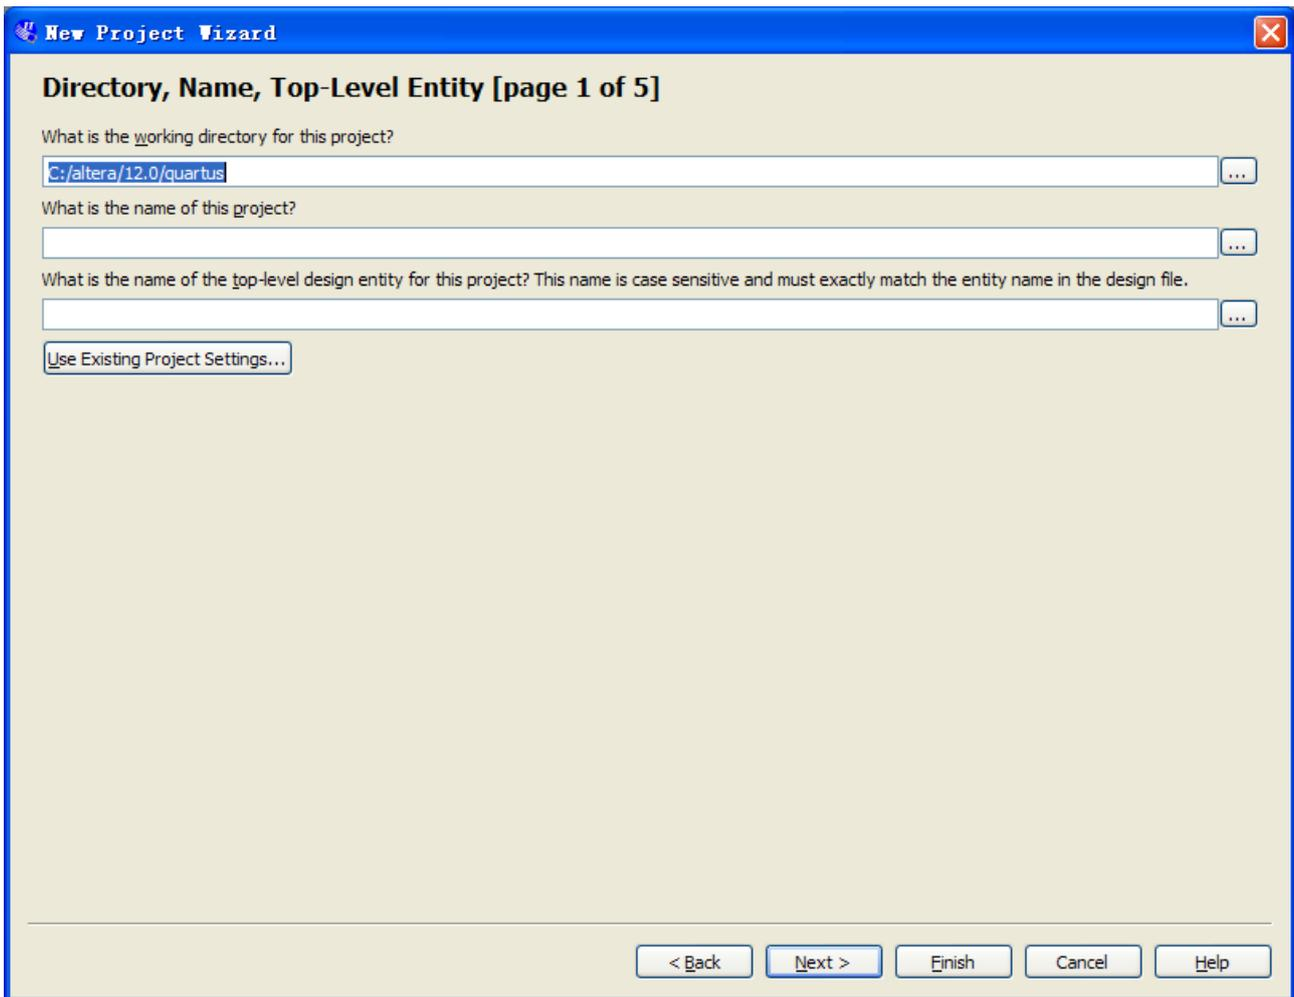 New Project Wizard
Directory, Name, Top-Level Entity [page 1 of 5]
What is the working directory for this project?
C:/altera/12.0/quartus
...
What is the name of this project?
...
What is the name of the top-level design entity for this project? This name is case sensitive and must exactly match the entity name in the design file.
...
Use Existing Project Settings...
< Back Next > Finish Cancel Help